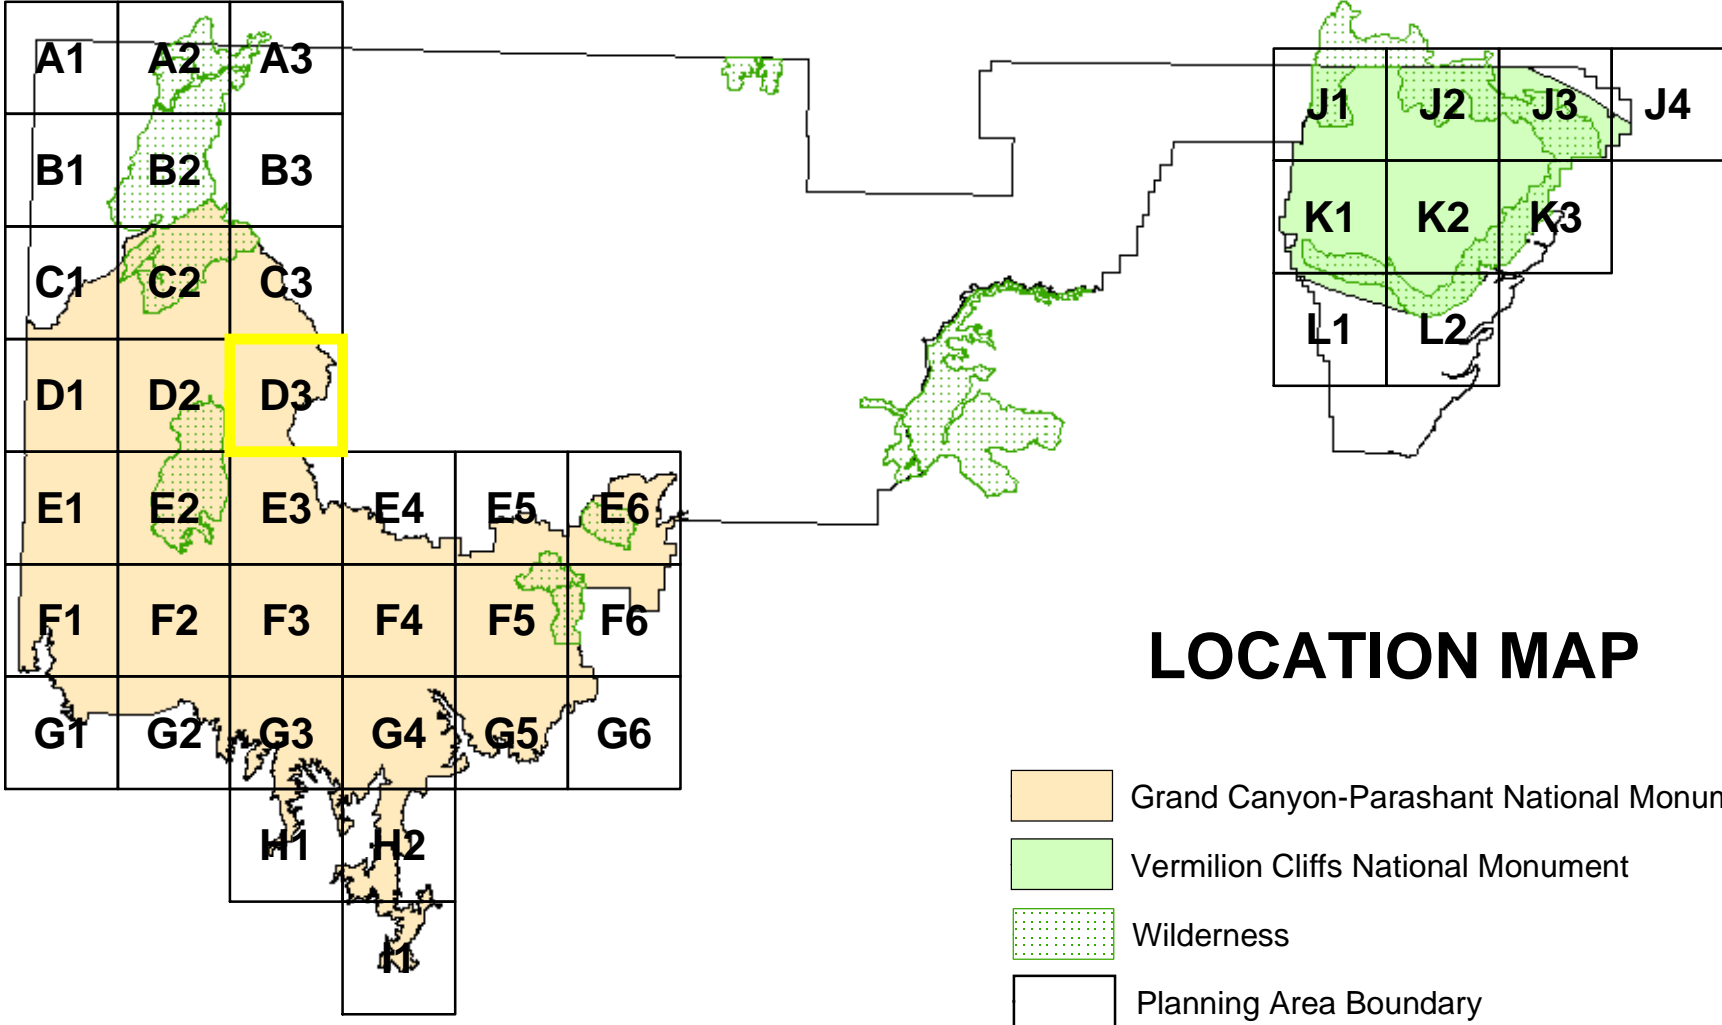 A1 A2 A3
J1 J2 J3 J4
B1 B2 B3
K1 K2 K3
C1 C2 C3
L1 L2
D1 D2 D3
E1 E2 E3 E4 E5 E6
F1 F2 F3 F4 F5 F6
LOCATION MAP
G1 G2 G3 G4 G5 G6
Grand Canyon-Parashant National Monum
H1 H2
Vermilion Cliffs National Monument
Wilderness
I1
Planning Area Boundary